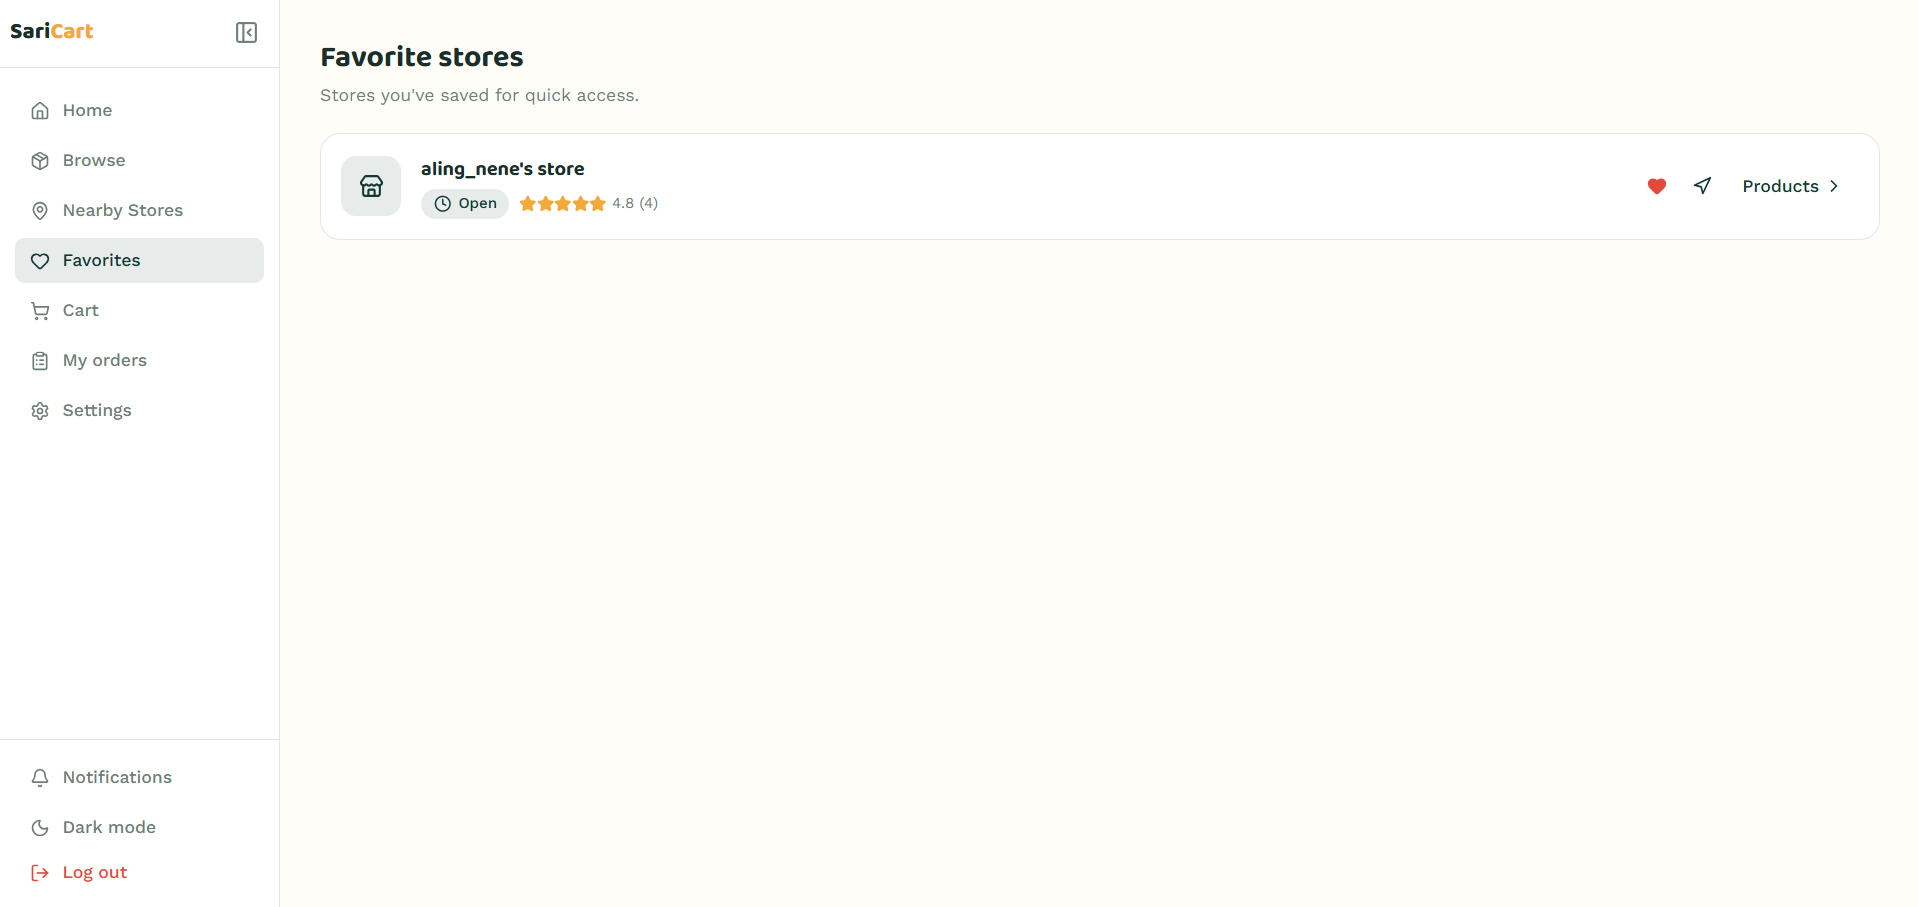 SariCart
Home
Browse
Nearby Stores
Favorites
Cart
My orders
Settings
Notifications
Dark mode
Log out
Favorite stores
Stores you've saved for quick access.
aling_nene's store
Open 4.8 (4)
Products